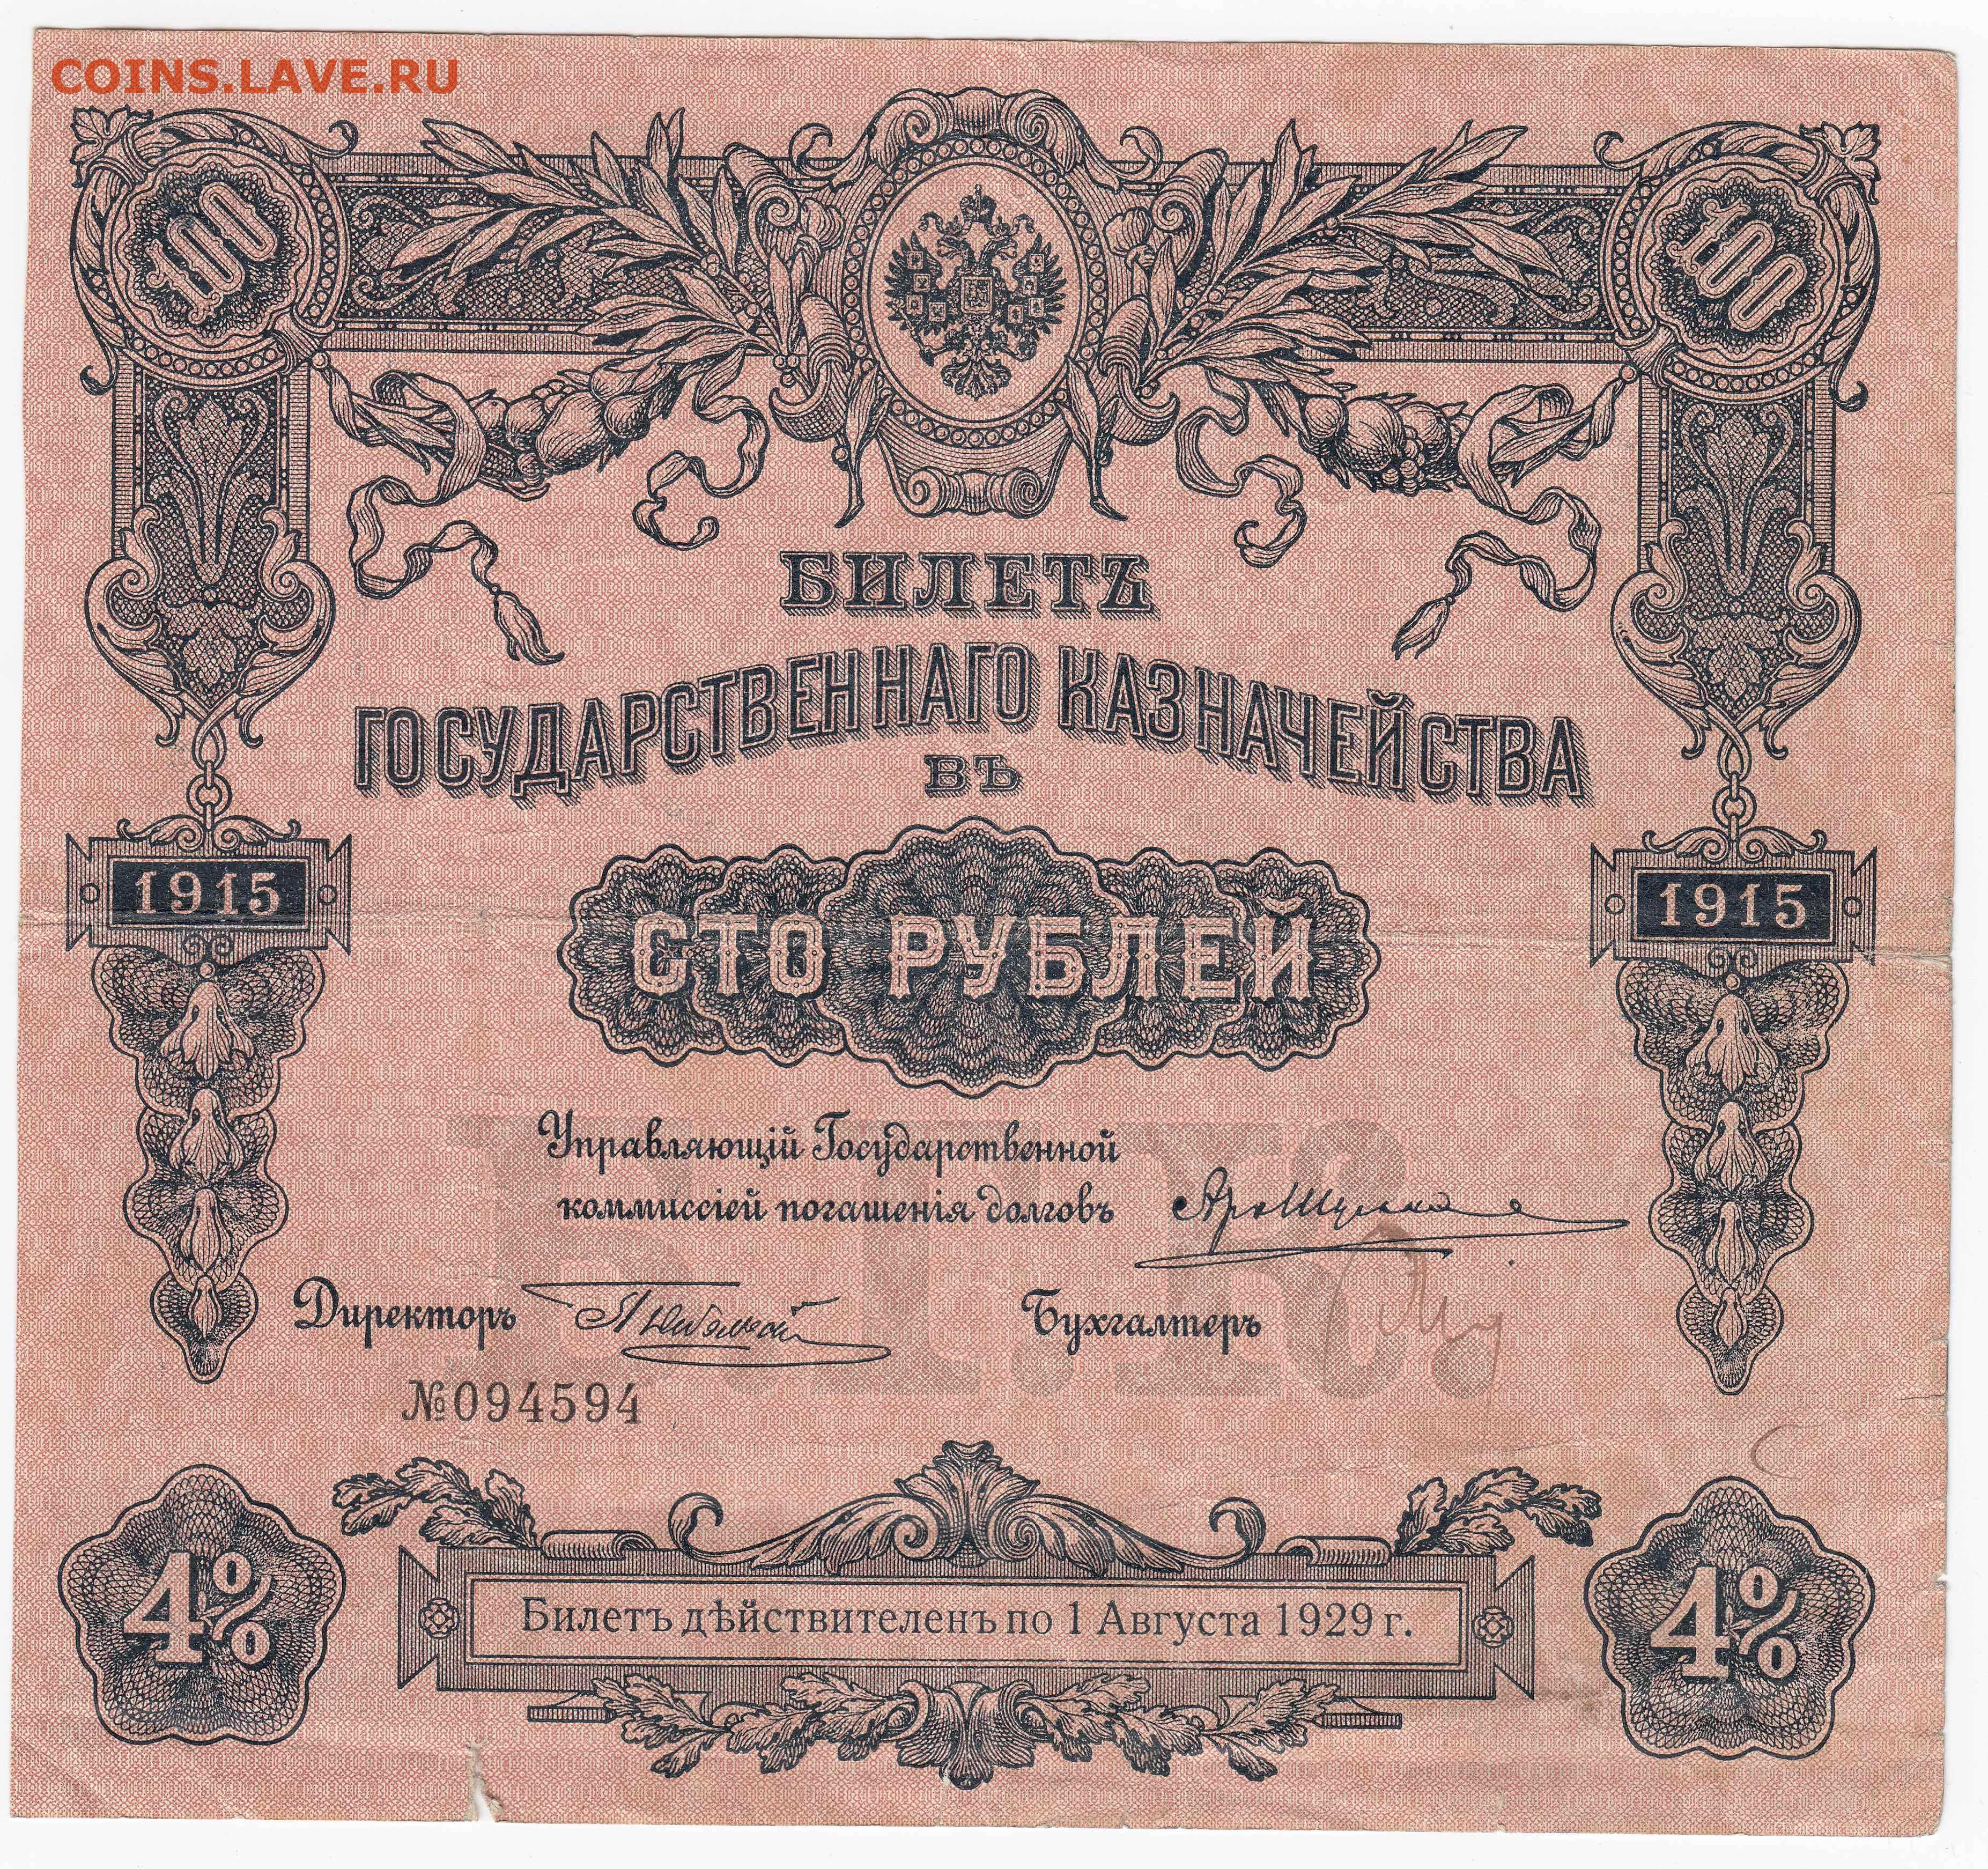 COINS.LAVE.RU
100 100
БИЛЕТЪ
ГОСУДАРСТВЕННАГО КАЗНАЧЕЙСТВА
ВЪ
1915 1915
СТО РУБЛЕЙ
Управляющій Государственной
коммиссіей погашенія долговъ
Директоръ Бухгалтеръ
№094594
4% 4%
Билетъ дѣйствителенъ по 1 Августа 1929 г.